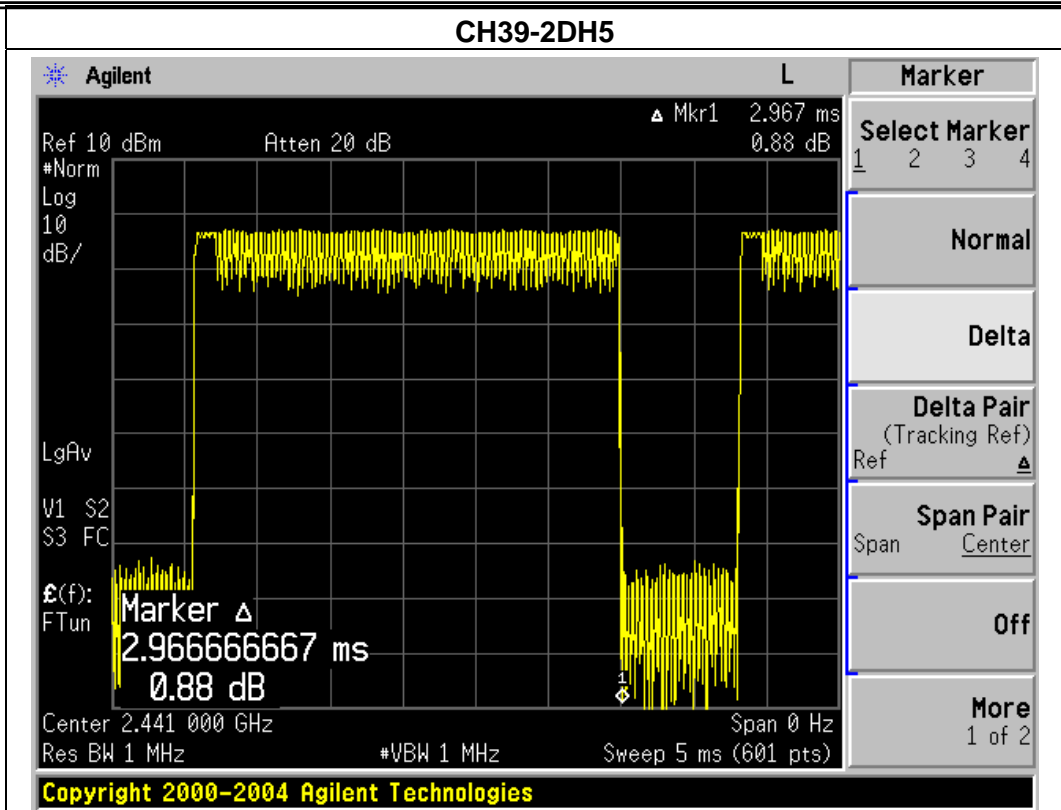 CH39-2DH5
Agilent L
Δ Mkr1 2.967 ms
Ref 10 dBm Atten 20 dB 0.88 dB
#Norm
Log
10
dB/
LgAv
V1 S2
S3 FC
£(f):
FTun
Marker Δ
2.966666667 ms
0.88 dB
1
Center 2.441 000 GHz Span 0 Hz
Res BW 1 MHz #VBW 1 MHz Sweep 5 ms (601 pts)
Copyright 2000-2004 Agilent Technologies
Marker
Select Marker
1 2 3 4
Normal
Delta
Delta Pair
(Tracking Ref)
Ref Δ
Span Pair
Span Center
Off
More
1 of 2